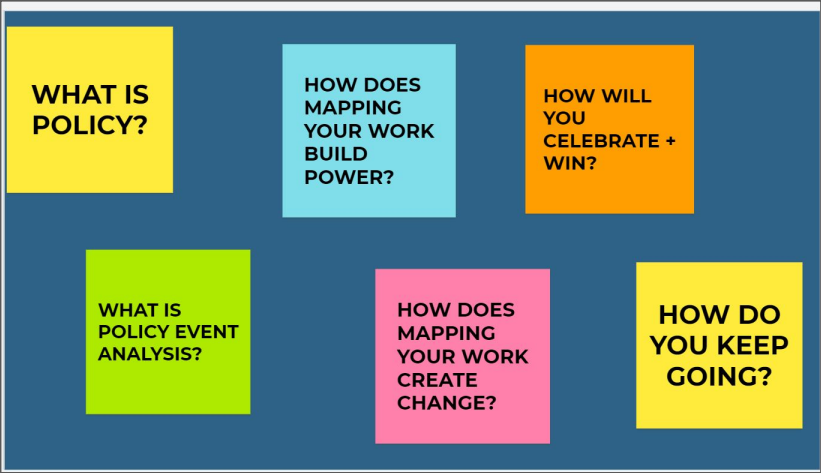 WHAT IS
POLICY?
HOW DOES
MAPPING
YOUR WORK
BUILD
POWER?
HOW WILL
YOU
CELEBRATE +
WIN?
WHAT IS
POLICY EVENT
ANALYSIS?
HOW DOES
MAPPING
YOUR WORK
CREATE
CHANGE?
HOW DO
YOU KEEP
GOING?